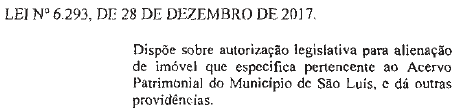 LEI Nº 6.293, DE 28 DE DEZEMBRO DE 2017.
Dispõe sobre autorização legislativa para alienação
de imóvel que especifica pertencente ao Acervo
Patrimonial do Município de São Luís, e dá outras
providências.